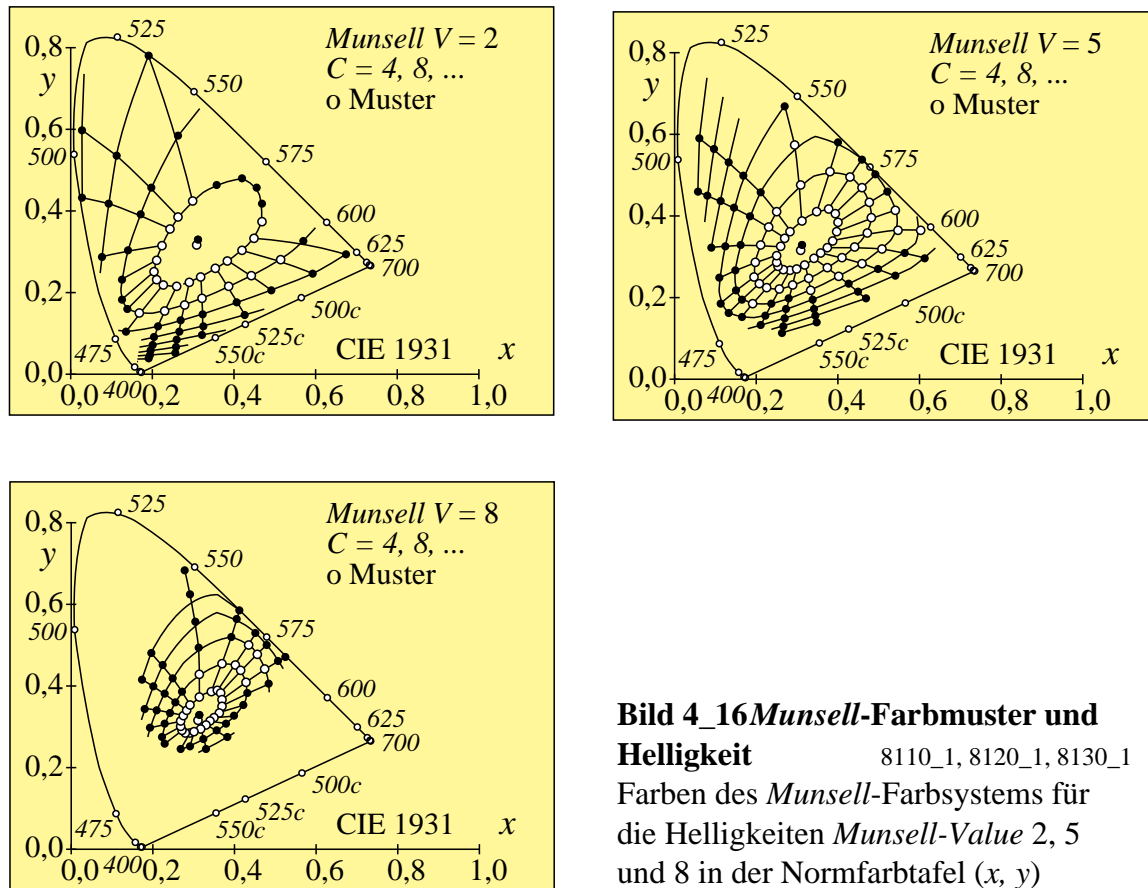 525
0,8
Munsell V = 2
C = 4, 8, ...
o Muster
y
550
0,6
575
500
0,4
600
625
700
0,2
500c
525c
475
550c
CIE 1931
x
0,0
400
0,0 0,2 0,4 0,6 0,8 1,0
525
0,8
Munsell V = 5
C = 4, 8, ...
o Muster
y
550
0,6
575
500
0,4
600
625
700
0,2
500c
525c
475
550c
CIE 1931
x
0,0
400
0,0 0,2 0,4 0,6 0,8 1,0
525
0,8
Munsell V = 8
C = 4, 8, ...
o Muster
y
550
0,6
575
500
0,4
600
625
700
0,2
500c
525c
475
550c
CIE 1931
x
0,0
400
0,0 0,2 0,4 0,6 0,8 1,0
Bild 4_16 Munsell-Farbmuster und
Helligkeit 8110_1, 8120_1, 8130_1
Farben des Munsell-Farbsystems für
die Helligkeiten Munsell-Value 2, 5
und 8 in der Normfarbtafel (x, y)